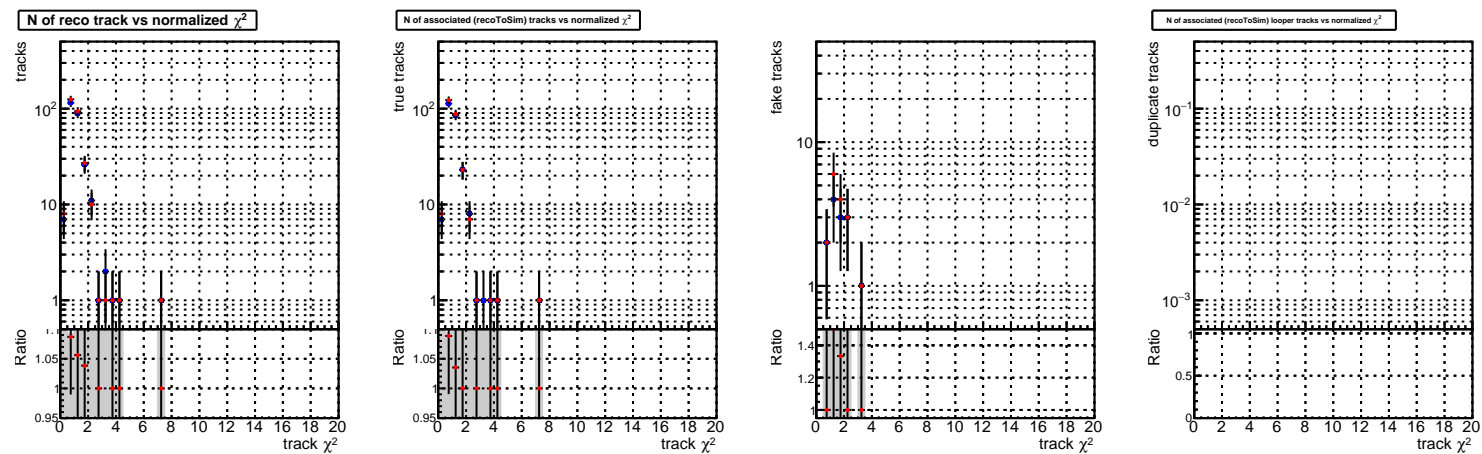 N of reco track vs normalized χ²
tracks
10²
10
1
Ratio
1.1
1.05
1
0.95
0 2 4 6 8 10 12 14 16 18 20
track χ²
N of associated (recoToSim) tracks vs normalized χ²
true tracks
10²
10
1
Ratio
1.1
1.05
1
0.95
0 2 4 6 8 10 12 14 16 18 20
track χ²
fake tracks
10
1
Ratio
1.4
1.2
1
0 2 4 6 8 10 12 14 16 18 20
track χ²
N of associated (recoToSim) looper tracks vs normalized χ²
duplicate tracks
10⁻¹
10⁻²
10⁻³
Ratio
1
0.5
0
0 2 4 6 8 10 12 14 16 18 20
track χ²